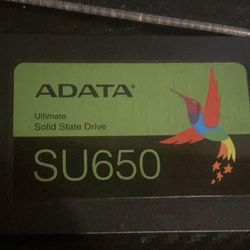 ADATA
Ultimate
Solid State Drive
SU650